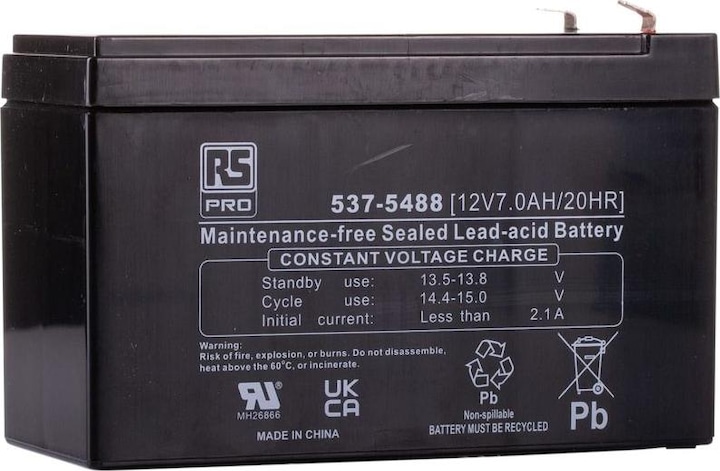 RS
PRO
537-5488 [12V7.0AH/20HR]
Maintenance-free Sealed Lead-acid Battery
CONSTANT VOLTAGE CHARGE
Standby use: 13.5-13.8 V
Cycle use: 14.4-15.0 V
Initial current: Less than 2.1A
Warning:
Risk of fire, explosion, or burns. Do not disassemble,
heat above the 60°C, or incinerate.
RU
MH26866
UK
CA
MADE IN CHINA
Pb
Non-spillable
BATTERY MUST BE RECYCLED
Pb